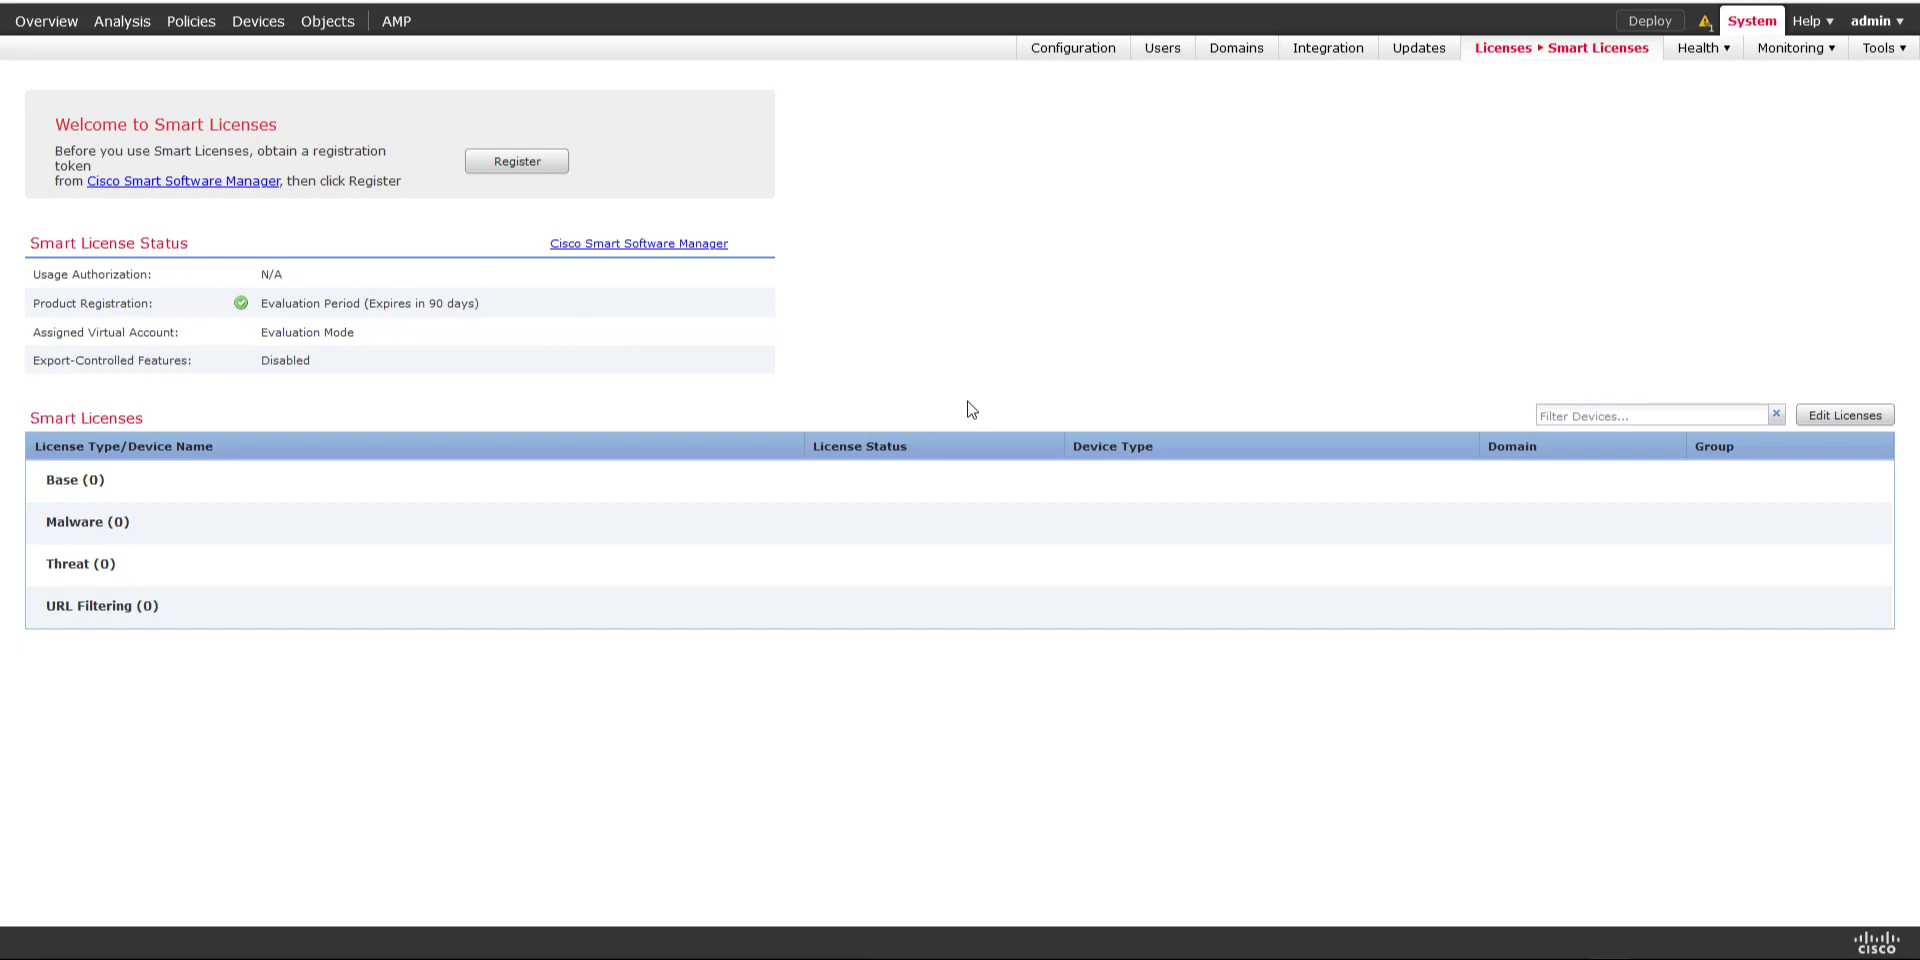 Overview Analysis Policies Devices Objects AMP Deploy 1 System Help ▾ admin ▾
Configuration Users Domains Integration Updates Licenses ▸ Smart Licenses Health ▾ Monitoring ▾ Tools ▾
Welcome to Smart Licenses
Before you use Smart Licenses, obtain a registration
token
from Cisco Smart Software Manager, then click Register
Register
Smart License Status Cisco Smart Software Manager
Usage Authorization: N/A
Product Registration: Evaluation Period (Expires in 90 days)
Assigned Virtual Account: Evaluation Mode
Export-Controlled Features: Disabled
Smart Licenses Filter Devices... × Edit Licenses
License Type/Device Name License Status Device Type Domain Group
Base (0)
Malware (0)
Threat (0)
URL Filtering (0)
cisco